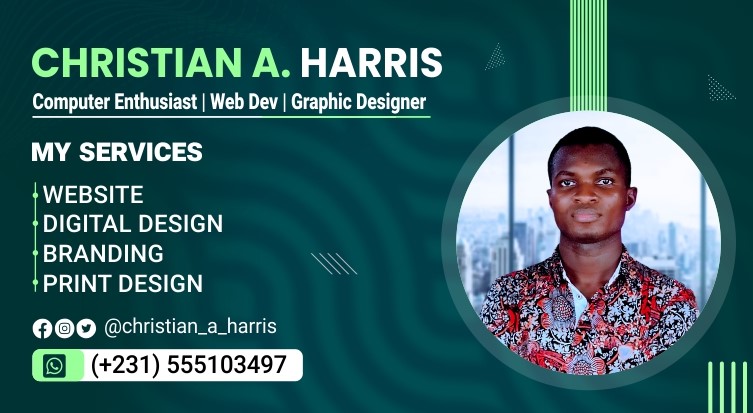 CHRISTIAN A. HARRIS
Computer Enthusiast | Web Dev | Graphic Designer
MY SERVICES
WEBSITE
DIGITAL DESIGN
BRANDING
PRINT DESIGN
@christian_a_harris
(+231) 555103497